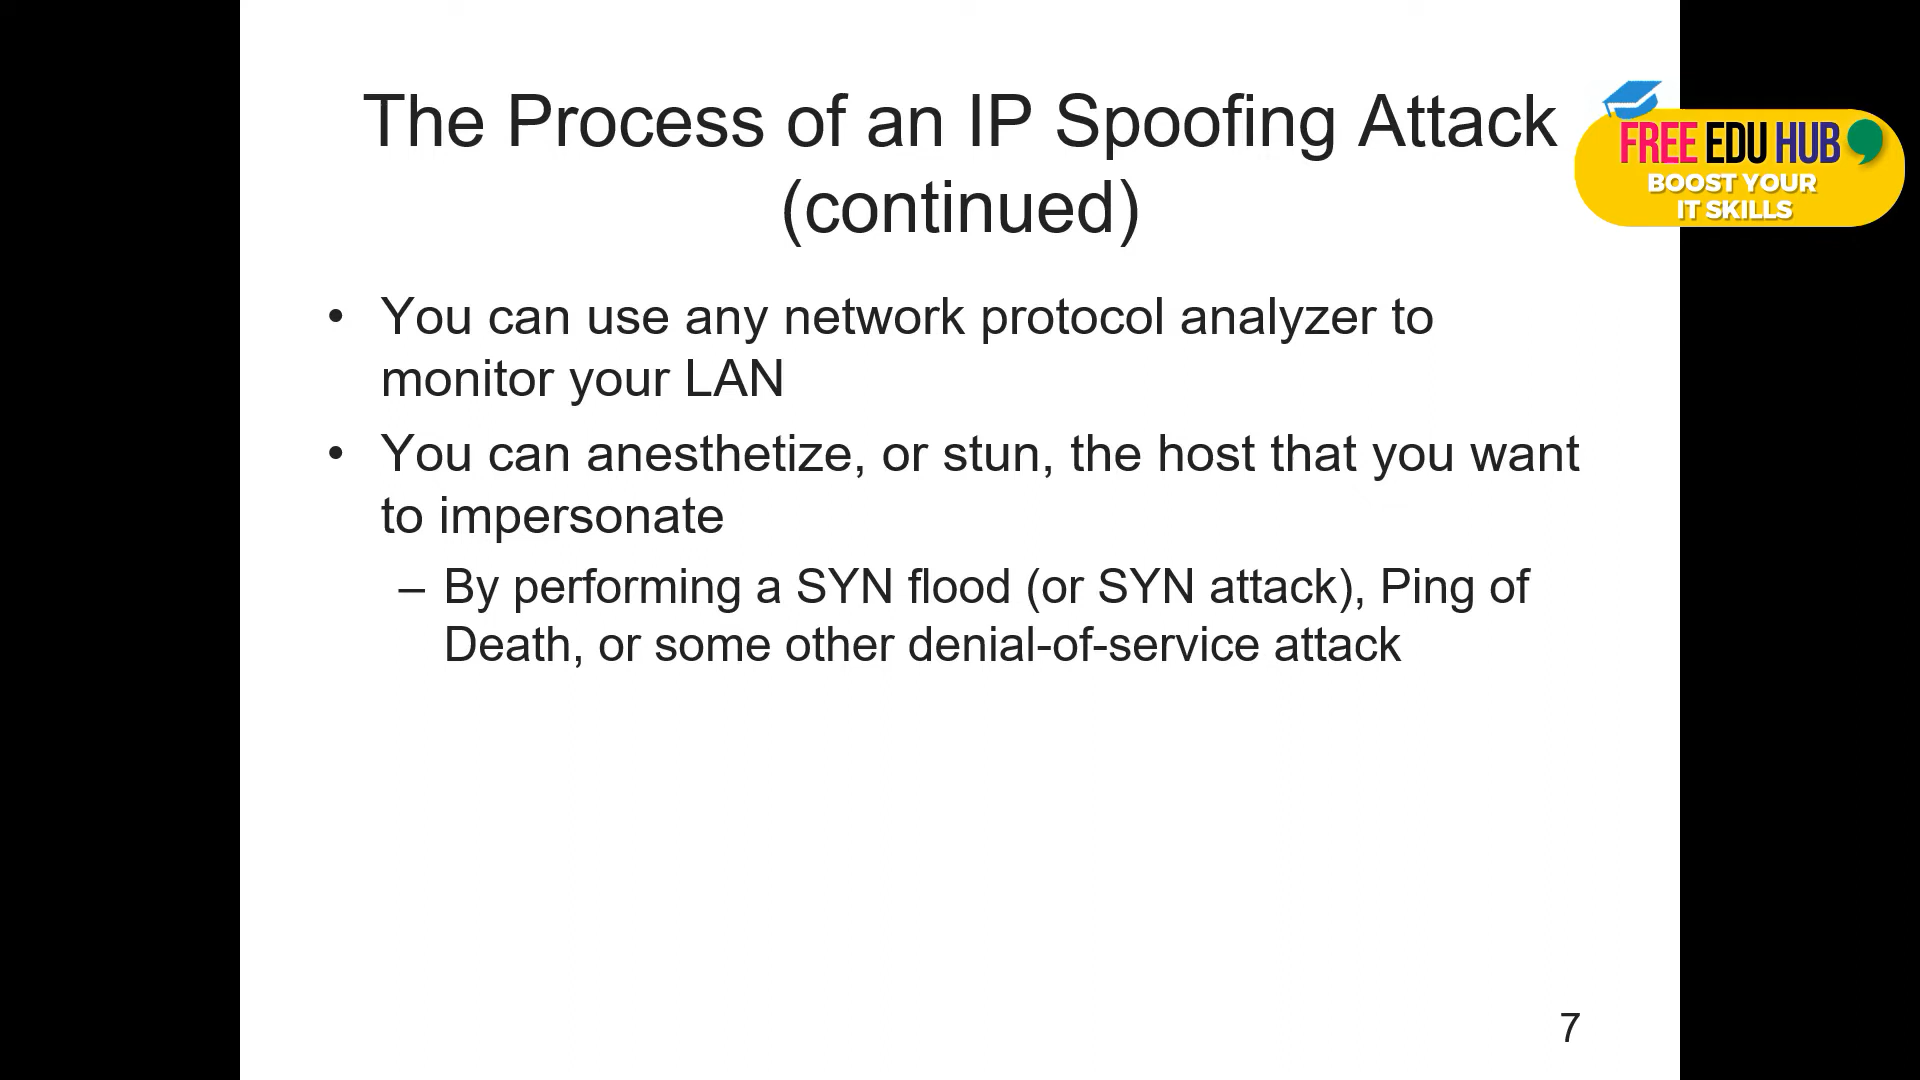 The Process of an IP Spoofing Attack
(continued)
FREE EDU HUB
BOOST YOUR
IT SKILLS
• You can use any network protocol analyzer to
monitor your LAN
• You can anesthetize, or stun, the host that you want
to impersonate
– By performing a SYN flood (or SYN attack), Ping of
Death, or some other denial-of-service attack
7